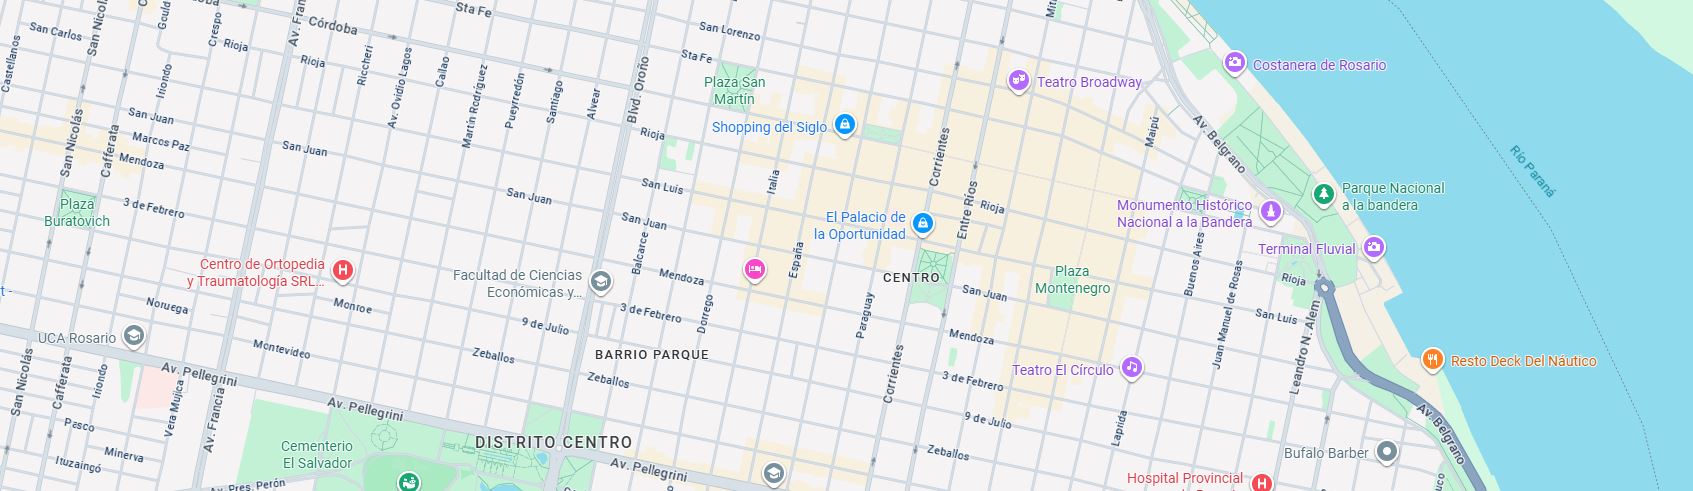 Sta Fe
Córdoba
San Carlos
San Nicolás
Gould
Crespo
Rioja
Av. Fran
Rioja
Riccheri
Av. Ovidio Lagos
Callao
Martín Rodríguez
Pueyrredón
Santiago
Alvear
Blvd. Oroño
Castellanos
Iriondo
San Lorenzo
Sta Fe
Plaza San
Martín
Shopping del Siglo
Teatro Broadway
Costanera de Rosario
Av. Belgrano
Río Paraná
Maipú
Corrientes
Entre Ríos
San Juan
Marcos Paz
Mendoza
San Nicolás
Cafferata
San Juan
Rioja
San Luis
Italia
San Juan
San Juan
Plaza
Buratovich
3 de Febrero
El Palacio de
la Oportunidad
Rioja
Monumento Histórico
Nacional a la Bandera
Parque Nacional
a la bandera
Terminal Fluvial
Buenos Aires
Juan Manuel de Rosas
Rioja
Balcarce
España
Centro de Ortopedia
y Traumatología SRL...
Facultad de Ciencias
Económicas y...
Mendoza
CENTRO
Plaza
Montenegro
San Juan
San Luis
Leandro N. Alem
Noruega
Monroe
9 de Julio
3 de Febrero
Dorrego
Paraguay
Mendoza
UCA Rosario
Montevideo
Zeballos
BARRIO PARQUE
Corrientes
Teatro El Círculo
Resto Deck Del Náutico
Av. Pellegrini
San Nicolás
Cafferata
Iriondo
Vera Mujica
Av. Francia
Zeballos
3 de Febrero
9 de Julio
Laprida
Av. Belgrano
Av. Pellegrini
Pasco
Minerva
Ituzaingó
Cementerio
El Salvador
DISTRITO CENTRO
Av. Pellegrini
Zeballos
Bufalo Barber
Hospital Provincial
Av. Pres. Perón